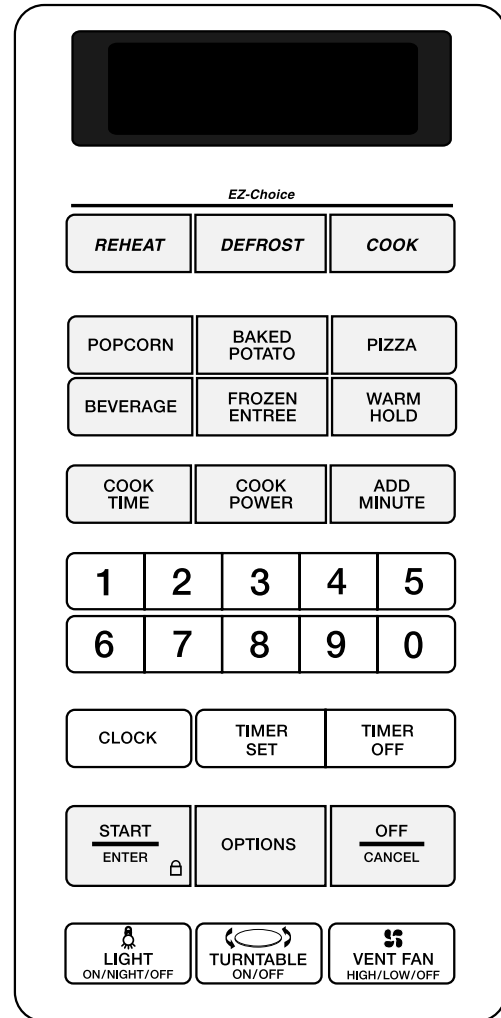 EZ-Choice
REHEAT DEFROST COOK
POPCORN BAKED POTATO PIZZA
BEVERAGE FROZEN ENTREE WARM HOLD
COOK TIME COOK POWER ADD MINUTE
1 2 3 4 5
6 7 8 9 0
CLOCK TIMER SET TIMER OFF
START ENTER OPTIONS OFF CANCEL
LIGHT ON/NIGHT/OFF TURNTABLE ON/OFF VENT FAN HIGH/LOW/OFF